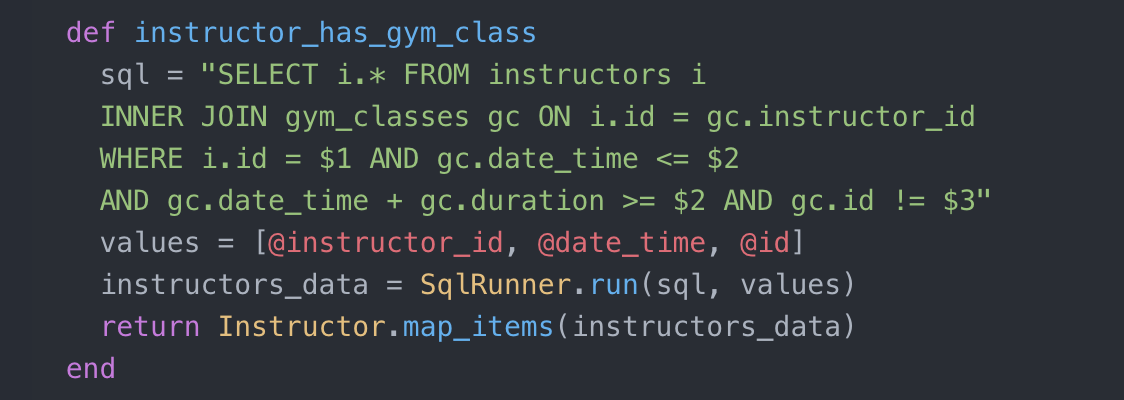 def instructor_has_gym_class
sql = "SELECT i.* FROM instructors i
INNER JOIN gym_classes gc ON i.id = gc.instructor_id
WHERE i.id = $1 AND gc.date_time <= $2
AND gc.date_time + gc.duration >= $2 AND gc.id != $3"
values = [@instructor_id, @date_time, @id]
instructors_data = SqlRunner.run(sql, values)
return Instructor.map_items(instructors_data)
end